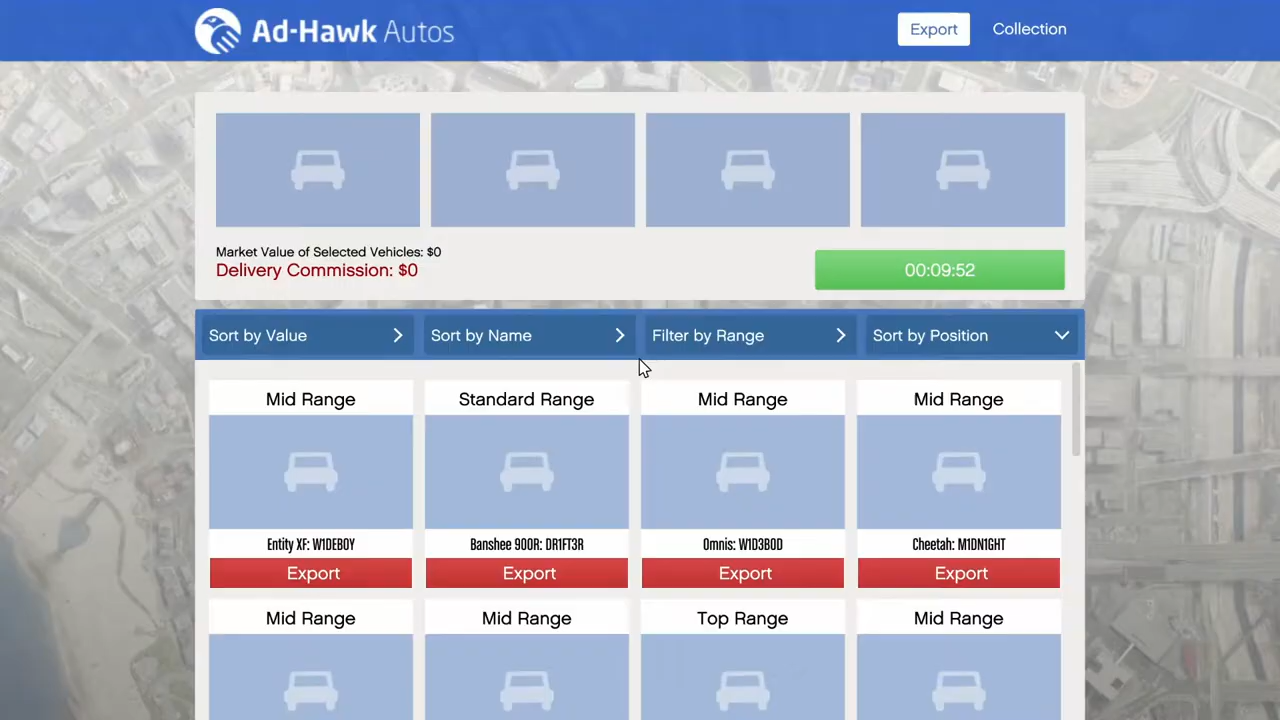 Ad-Hawk Autos
Export
Collection
Market Value of Selected Vehicles: $0
Delivery Commission: $0
00:09:52
Sort by Value
Sort by Name
Filter by Range
Sort by Position
Mid Range
Standard Range
Mid Range
Mid Range
Entity XF: W1DEB0Y
Banshee 900R: DR1FT3R
Omnis: W1D3B0D
Cheetah: M1DN1GHT
Export
Export
Export
Export
Mid Range
Mid Range
Top Range
Mid Range